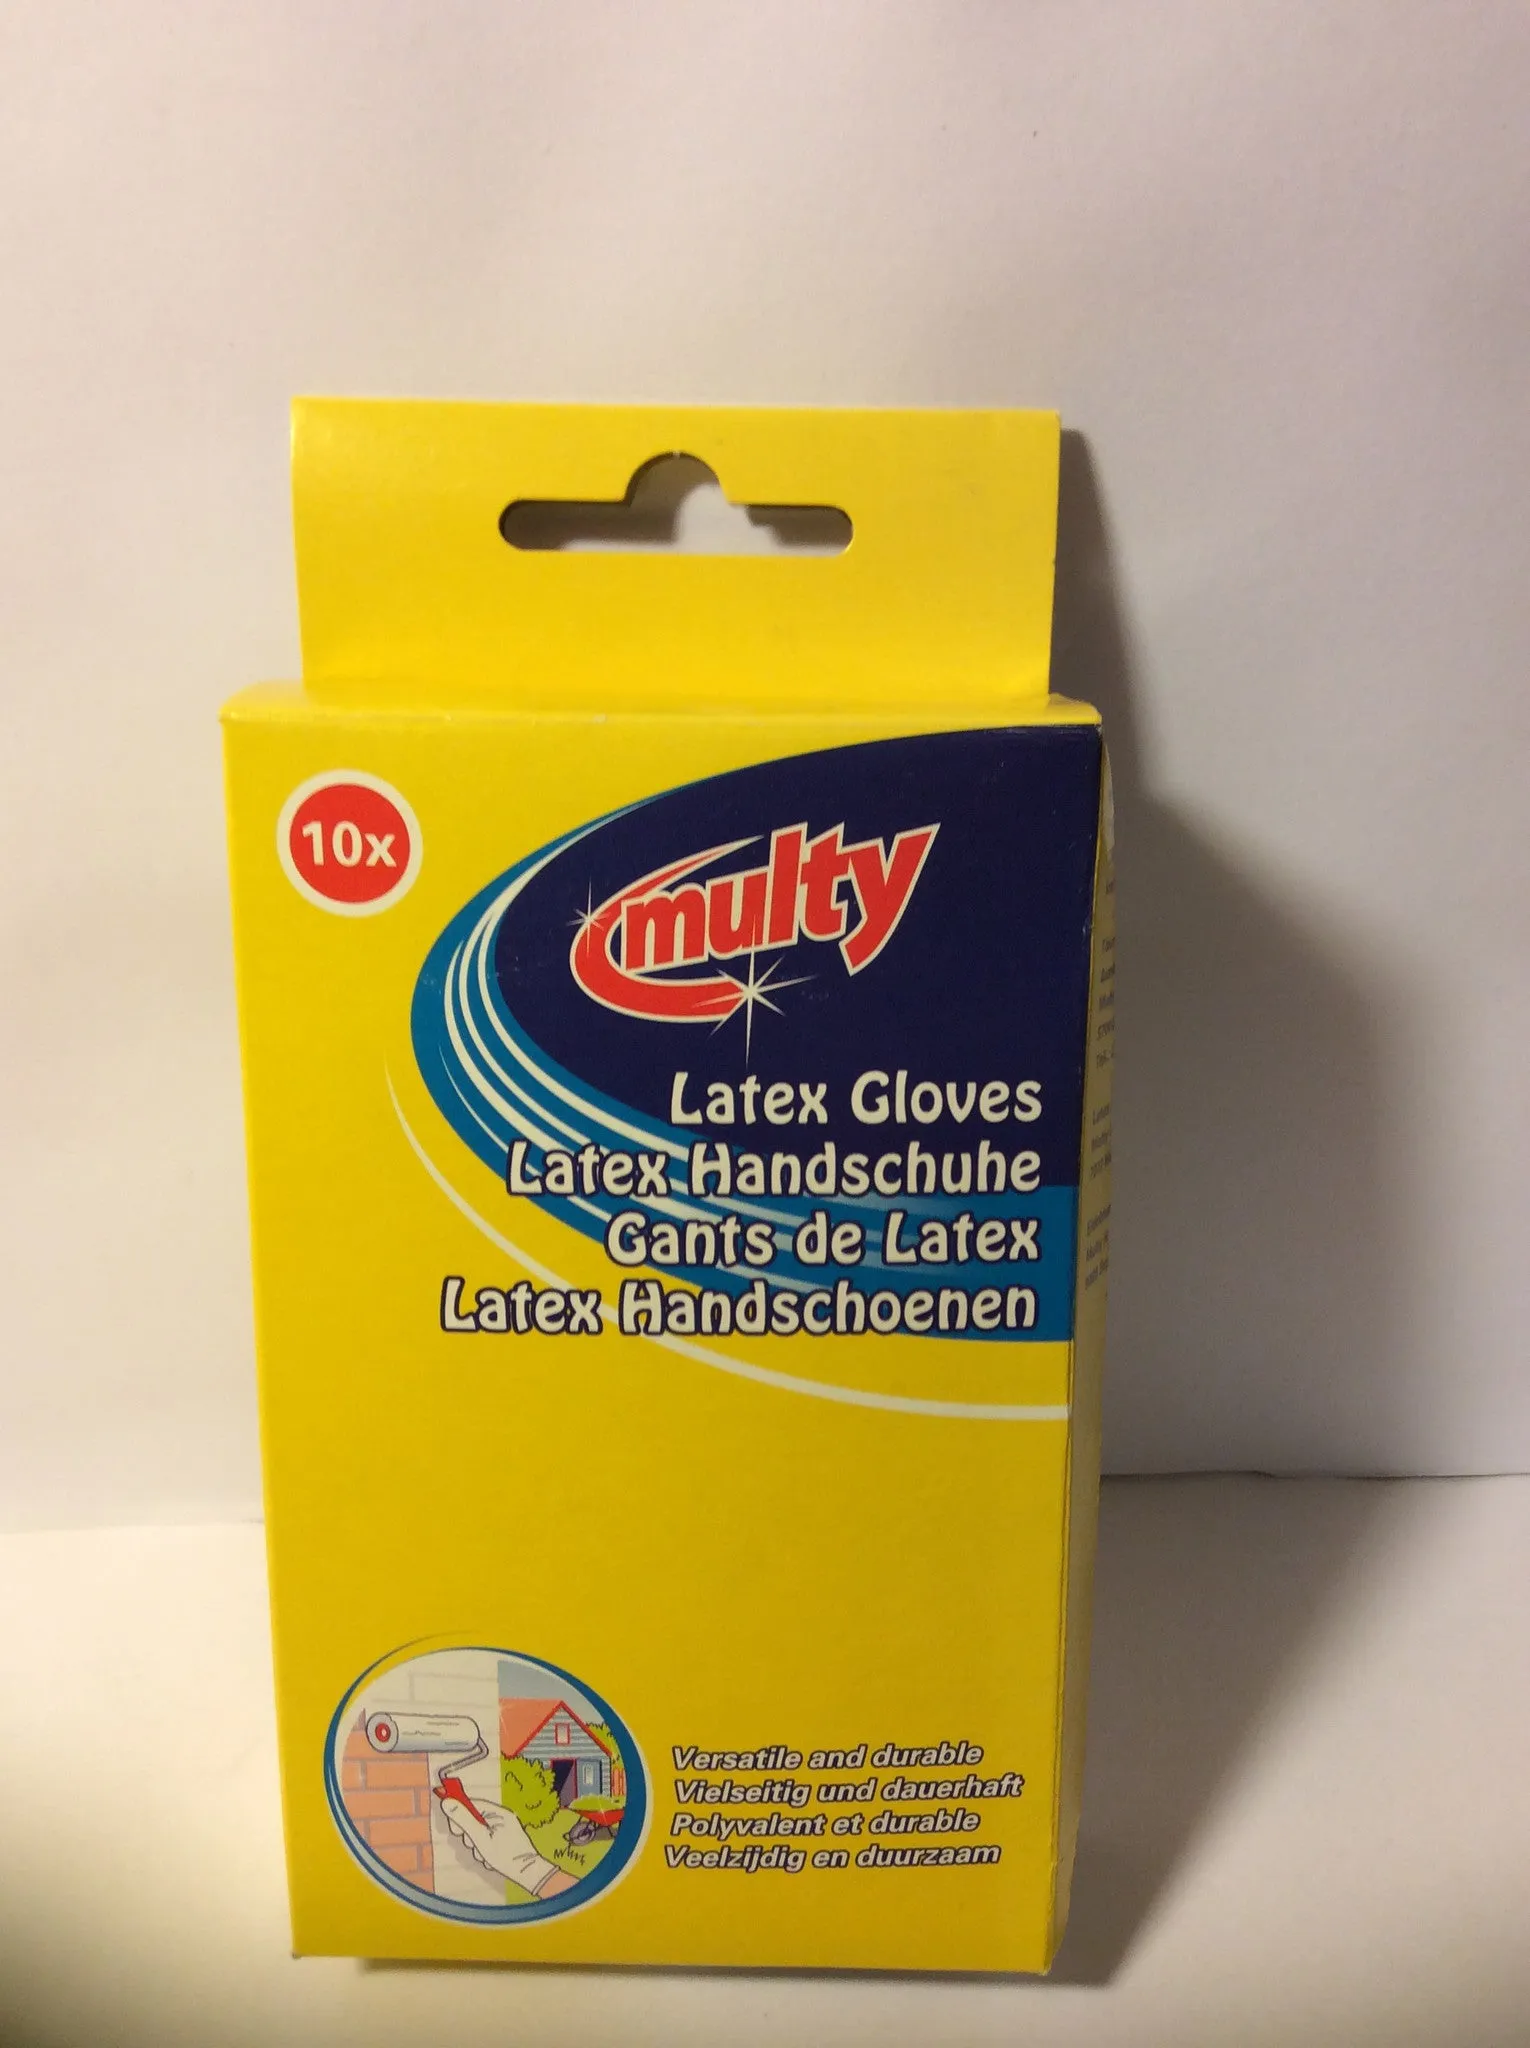 10x
multy
Latex Gloves
Latex Handschuhe
Gants de Latex
Latex Handschoenen
Versatile and durable
Vielseitig und dauerhaft
Polyvalent et durable
Veelzijdig en duurzaam